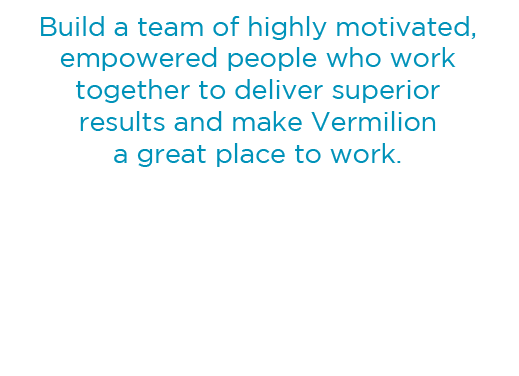 Build a team of highly motivated,
empowered people who work
together to deliver superior
results and make Vermilion
a great place to work.